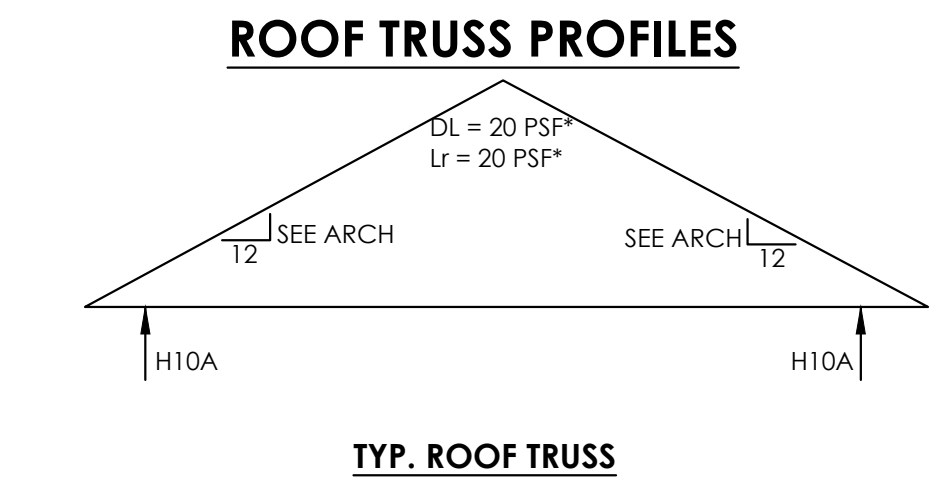 ROOF TRUSS PROFILES
DL = 20 PSF*
Lr = 20 PSF*
SEE ARCH
12
SEE ARCH
12
H10A
H10A
TYP. ROOF TRUSS